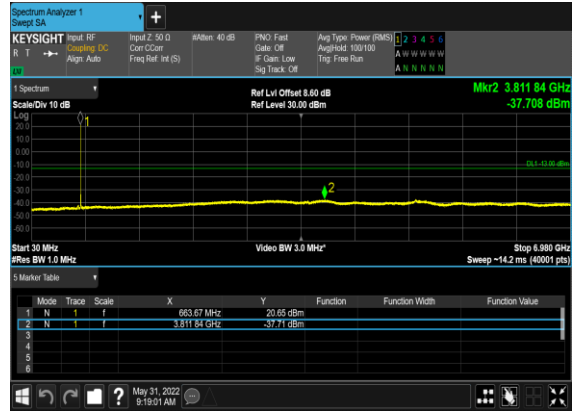 Spectrum Analyzer 1
Swept SA
+
KEYSIGHT Input: RF Input Z: 50 Ω #Atten: 40 dB PNO: Fast Avg Type: Power (RMS) 1 2 3 4 5 6
R T Coupling: DC Corr CCorr Gate: Off Avg|Hold: 100/100 A W W W W W
Align: Auto Freq Ref: Int (S) IF Gain: Low Trig: Free Run
Sig Track: Off A N N N N N
1 Spectrum Ref Lvl Offset 8.60 dB Mkr2 3.811 84 GHz
Scale/Div 10 dB Ref Level 30.00 dBm -37.708 dBm
Log
20.0
10.0
0.00
-10.0
-20.0
-30.0
-40.0
-50.0
-60.0
1
2
DL1 -13.00 dBm
Start 30 MHz Video BW 3.0 MHz* Stop 6.980 GHz
#Res BW 1.0 MHz Sweep ~14.2 ms (40001 pts)
5 Marker Table
Mode Trace Scale X Y Function Function Width Function Value
1 N 1 f 663.67 MHz 20.65 dBm
2 N 1 f 3.811 84 GHz -37.71 dBm
3
4
5
6
? May 31, 2022
9:19:01 AM